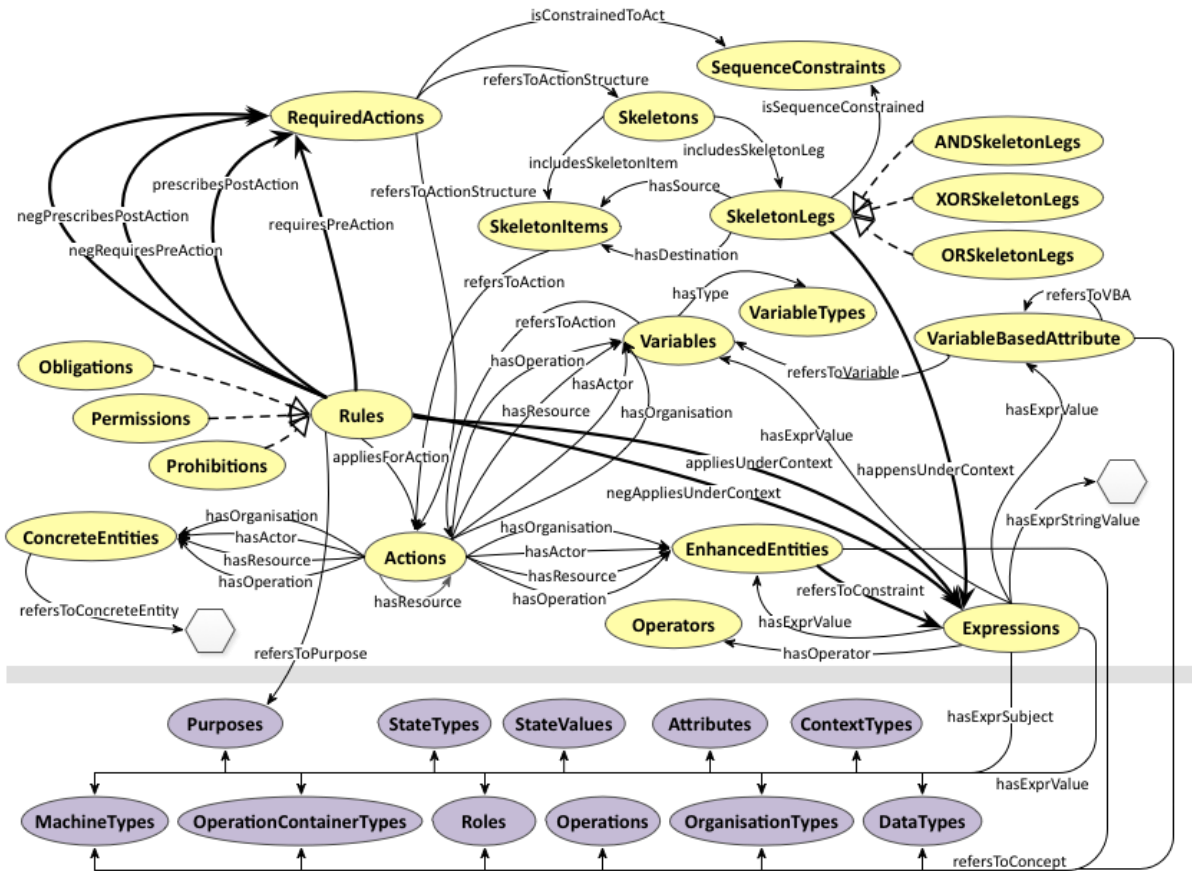 isConstrainedToAct
SequenceConstraints
refersToActionStructure
RequiredActions
Skeletons
isSequenceConstrained
ANDSkeletonLegs
includesSkeletonItem
includesSkeletonLeg
prescribesPostAction
refersToActionStructure
hasSource
XORSkeletonLegs
negPrescribesPostAction
requiresPreAction
SkeletonItems
SkeletonLegs
negRequiresPreAction
hasDestination
ORSkeletonLegs
refersToAction
hasType
refersToVBA
VariableTypes
refersToAction
Variables
VariableBasedAttribute
Obligations
hasOperation
hasActor
refersToVariable
Permissions
Rules
hasResource
hasOrganisation
hasExprValue
hasExprValue
Prohibitions
appliesForAction
appliesUnderContext
happensUnderContext
negAppliesUnderContext
hasOrganisation
hasOrganisation
hasExprStringValue
ConcreteEntities
hasActor
Actions
hasActor
EnhancedEntities
hasResource
hasResource
hasOperation
hasResource
hasOperation
refersToConstraint
refersToConcreteEntity
Operators
hasExprValue
Expressions
refersToPurpose
hasOperator
Purposes
StateTypes
StateValues
Attributes
ContextTypes
hasExprSubject
hasExprValue
MachineTypes
OperationContainerTypes
Roles
Operations
OrganisationTypes
DataTypes
refersToConcept